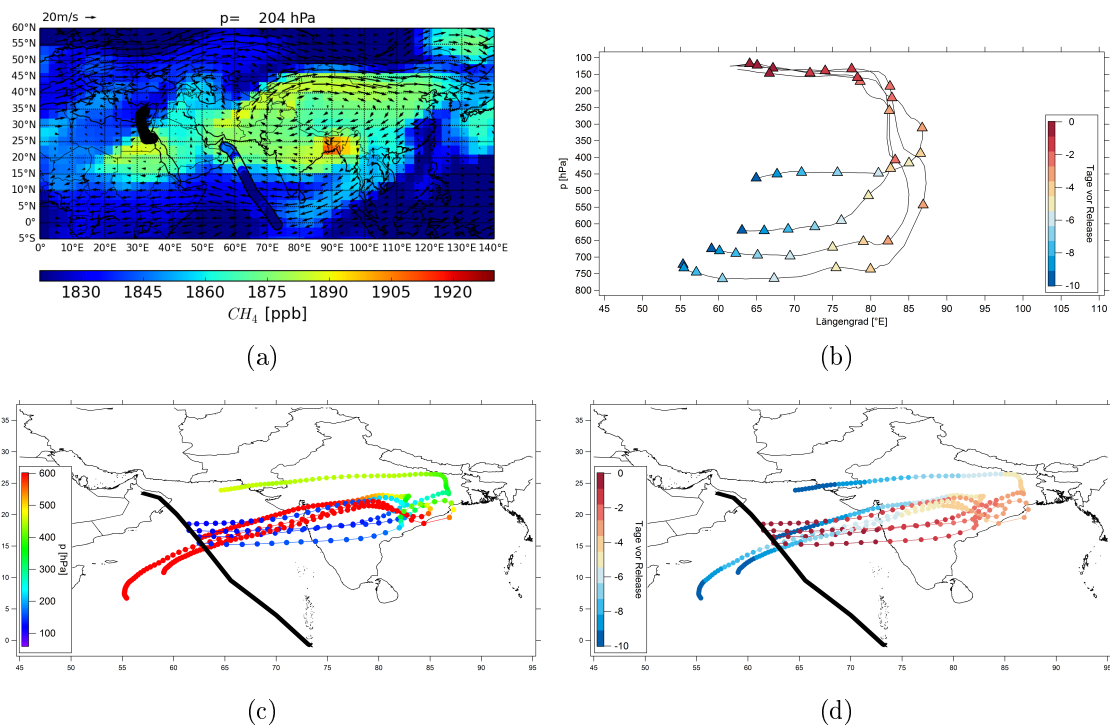 20m/s → p= 204 hPa
60°N
55°N
50°N
45°N
40°N
35°N
30°N
25°N
20°N
15°N
10°N
5°N
0°
5°S
0° 10°E 20°E 30°E 40°E 50°E 60°E 70°E 80°E 90°E 100°E 110°E 120°E 130°E 140°E
1830 1845 1860 1875 1890 1905 1920
CH4 [ppb]
(a)
p [hPa]
100
150
200
250
300
350
400
450
500
550
600
650
700
750
800
45 50 55 60 65 70 75 80 85 90 95 100 105 110
Längengrad [°E]
0
-2
-4
-6
-8
-10
Tage vor Release
(b)
35
30
25
20
15
10
5
0
45 50 55 60 65 70 75 80 85 90 95
600
500
400
300
200
100
p [hPa]
(c)
35
30
25
20
15
10
5
0
45 50 55 60 65 70 75 80 85 90 95
0
-2
-4
-6
-8
-10
Tage vor Release
(d)